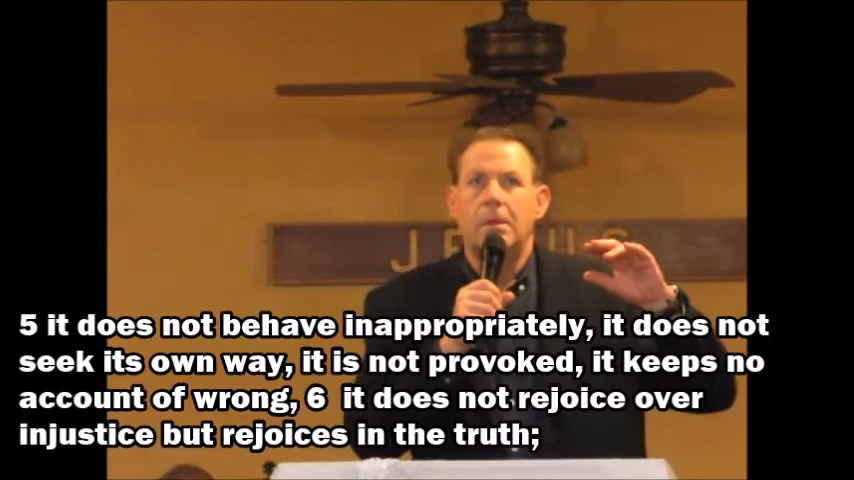 JESUS
5 it does not behave inappropriately, it does not
seek its own way, it is not provoked, it keeps no
account of wrong, 6  it does not rejoice over
injustice but rejoices in the truth;